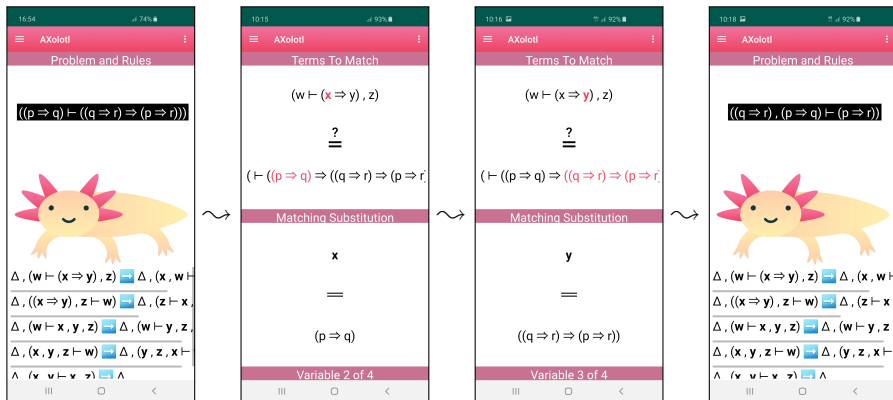 16:54 74%
AXolotl
Problem and Rules
((p ⇒ q) ⊢ ((q ⇒ r) ⇒ (p ⇒ r)))
Δ , (w ⊢ (x ⇒ y) , z) ➡ Δ , (x , w ⊢
Δ , ((x ⇒ y) , z ⊢ w) ➡ Δ , (z ⊢ x ,
Δ , (w ⊢ x , y , z) ➡ Δ , (w ⊢ y , z ,
Δ , (x , y , z ⊢ w) ➡ Δ , (y , z , x ⊢
Δ , (x , y ⊢ x , z) ➡ Δ
10:15 93%
AXolotl
Terms To Match
(w ⊢ (x ⇒ y) , z)
?
=
( ⊢ ((p ⇒ q) ⇒ ((q ⇒ r) ⇒ (p ⇒ r)
Matching Substitution
x
=
(p ⇒ q)
Variable 2 of 4
10:16 92%
AXolotl
Terms To Match
(w ⊢ (x ⇒ y) , z)
?
=
( ⊢ ((p ⇒ q) ⇒ ((q ⇒ r) ⇒ (p ⇒ r)
Matching Substitution
y
=
((q ⇒ r) ⇒ (p ⇒ r))
Variable 3 of 4
10:18 92%
AXolotl
Problem and Rules
((q ⇒ r) , (p ⇒ q) ⊢ (p ⇒ r))
Δ , (w ⊢ (x ⇒ y) , z) ➡ Δ , (x , w ⊢
Δ , ((x ⇒ y) , z ⊢ w) ➡ Δ , (z ⊢ x
Δ , (w ⊢ x , y , z) ➡ Δ , (w ⊢ y , z
Δ , (x , y , z ⊢ w) ➡ Δ , (y , z , x ⊢
Δ , (x , y ⊢ x , z) ➡ Δ